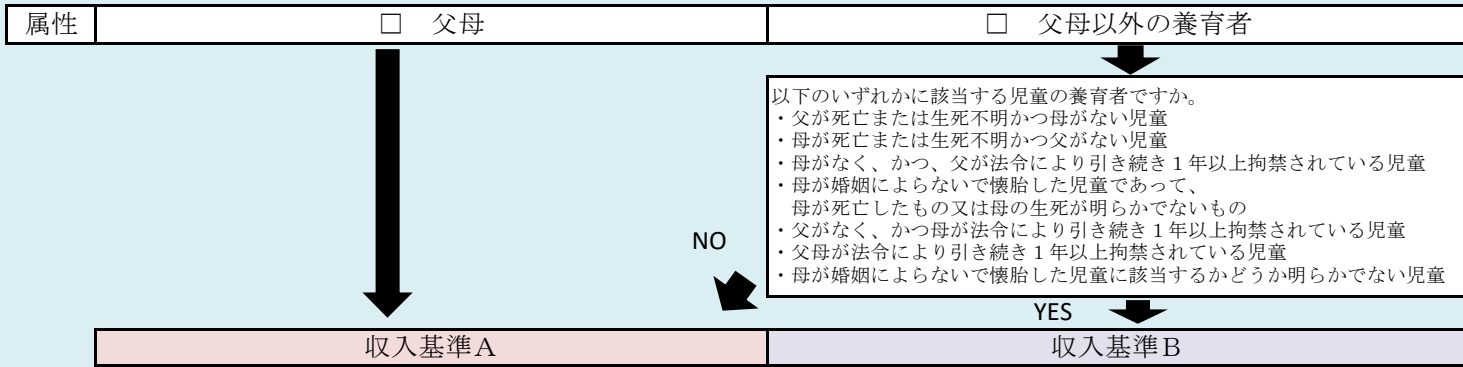 属性 □ 父母 □ 父母以外の養育者
以下のいずれかに該当する児童の養育者ですか。
・父が死亡または生死不明かつ母がない児童
・母が死亡または生死不明かつ父がない児童
・母がなく、かつ、父が法令により引き続き１年以上拘禁されている児童
・母が婚姻によらないで懐胎した児童であって、
母が死亡したもの又は母の生死が明らかでないもの
・父がなく、かつ母が法令により引き続き１年以上拘禁されている児童
・父母が法令により引き続き１年以上拘禁されている児童
・母が婚姻によらないで懐胎した児童に該当するかどうか明らかでない児童
NO
YES
収入基準Ａ 収入基準Ｂ